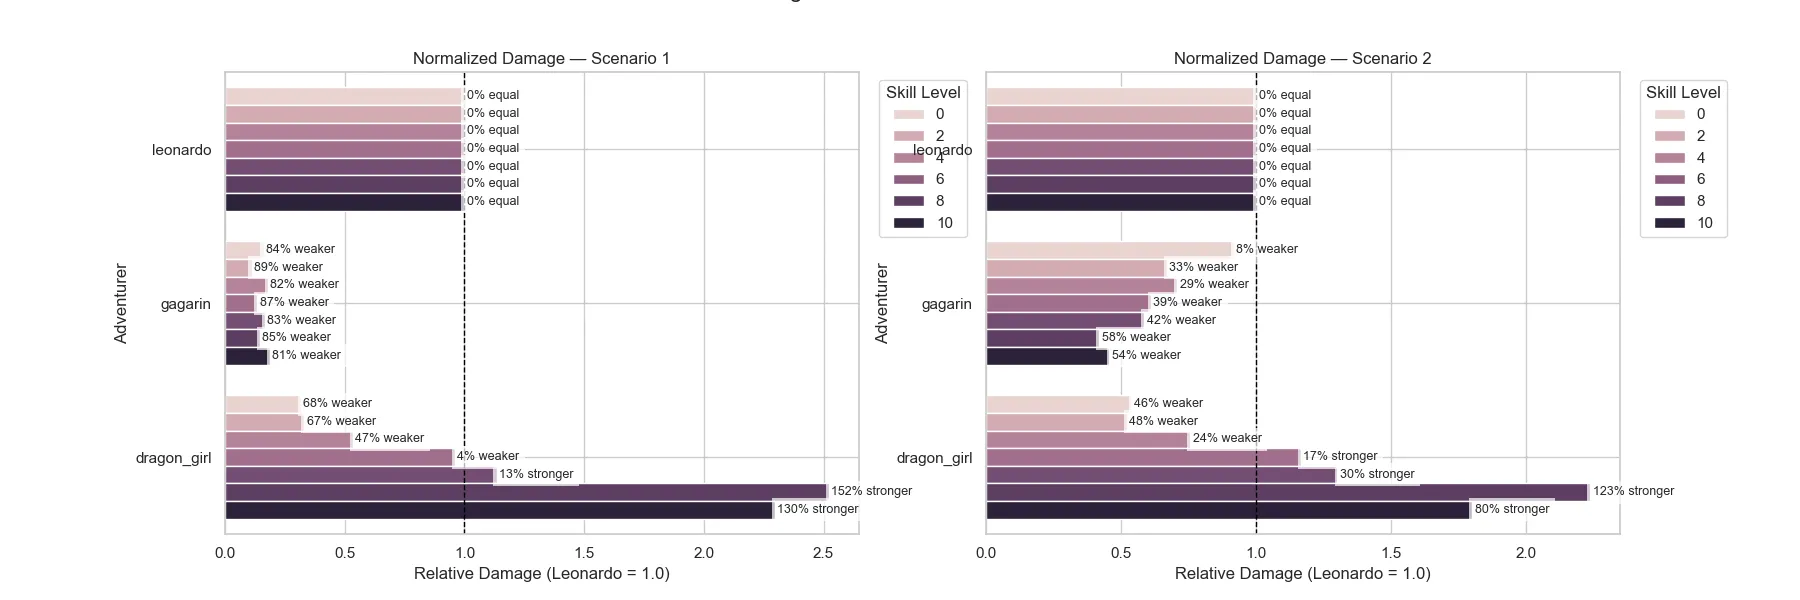 Normalized Damage — Scenario 1
Adventurer
leonardo
0% equal
0% equal
0% equal
0% equal
0% equal
0% equal
0% equal
gagarin
84% weaker
89% weaker
82% weaker
87% weaker
83% weaker
85% weaker
81% weaker
dragon_girl
68% weaker
67% weaker
47% weaker
4% weaker
13% stronger
152% stronger
130% stronger
0.0 0.5 1.0 1.5 2.0 2.5
Relative Damage (Leonardo = 1.0)
Skill Level
0
2
4
6
8
10
Normalized Damage — Scenario 2
Adventurer
leonardo
0% equal
0% equal
0% equal
0% equal
0% equal
0% equal
0% equal
gagarin
8% weaker
33% weaker
29% weaker
39% weaker
42% weaker
58% weaker
54% weaker
dragon_girl
46% weaker
48% weaker
24% weaker
17% stronger
30% stronger
123% stronger
80% stronger
0.0 0.5 1.0 1.5 2.0
Relative Damage (Leonardo = 1.0)
Skill Level
0
2
4
6
8
10